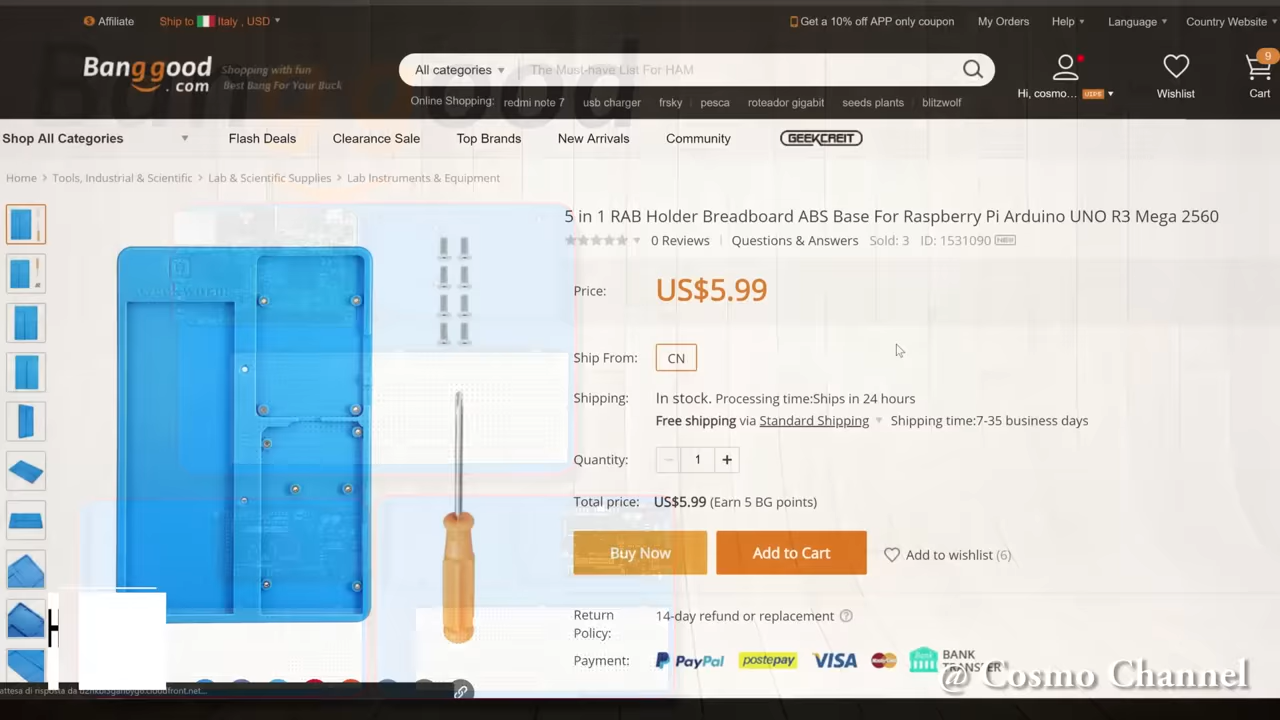 Affiliate
Ship to Italy , USD
Get a 10% off APP only coupon
My Orders
Help
Language
Country Website
Banggood
.com
Shopping with fun
Best Bang For Your Buck
All categories
The Must-have List For HAM
9
Hi, cosmo...
VIP5
Wishlist
Cart
Online Shopping:
redmi note 7
usb charger
frsky
pesca
roteador gigabit
seeds plants
blitzwolf
Shop All Categories
Flash Deals
Clearance Sale
Top Brands
New Arrivals
Community
GEEKCREIT
Home > Tools, Industrial & Scientific > Lab & Scientific Supplies > Lab Instruments & Equipment
5 in 1 RAB Holder Breadboard ABS Base For Raspberry Pi Arduino UNO R3 Mega 2560
0 Reviews
Questions & Answers
Sold: 3
ID: 1531090
NEW
Price:
US$5.99
Ship From:
CN
Shipping:
In stock. Processing time:Ships in 24 hours
Free shipping via Standard Shipping
Shipping time:7-35 business days
Quantity:
− 1 +
Total price:
US$5.99 (Earn 5 BG points)
Buy Now
Add to Cart
Add to wishlist (6)
Return
Policy:
14-day refund or replacement
Payment:
PayPal
postepay
VISA
BANK
TRANSFER
@ Cosmo Channel